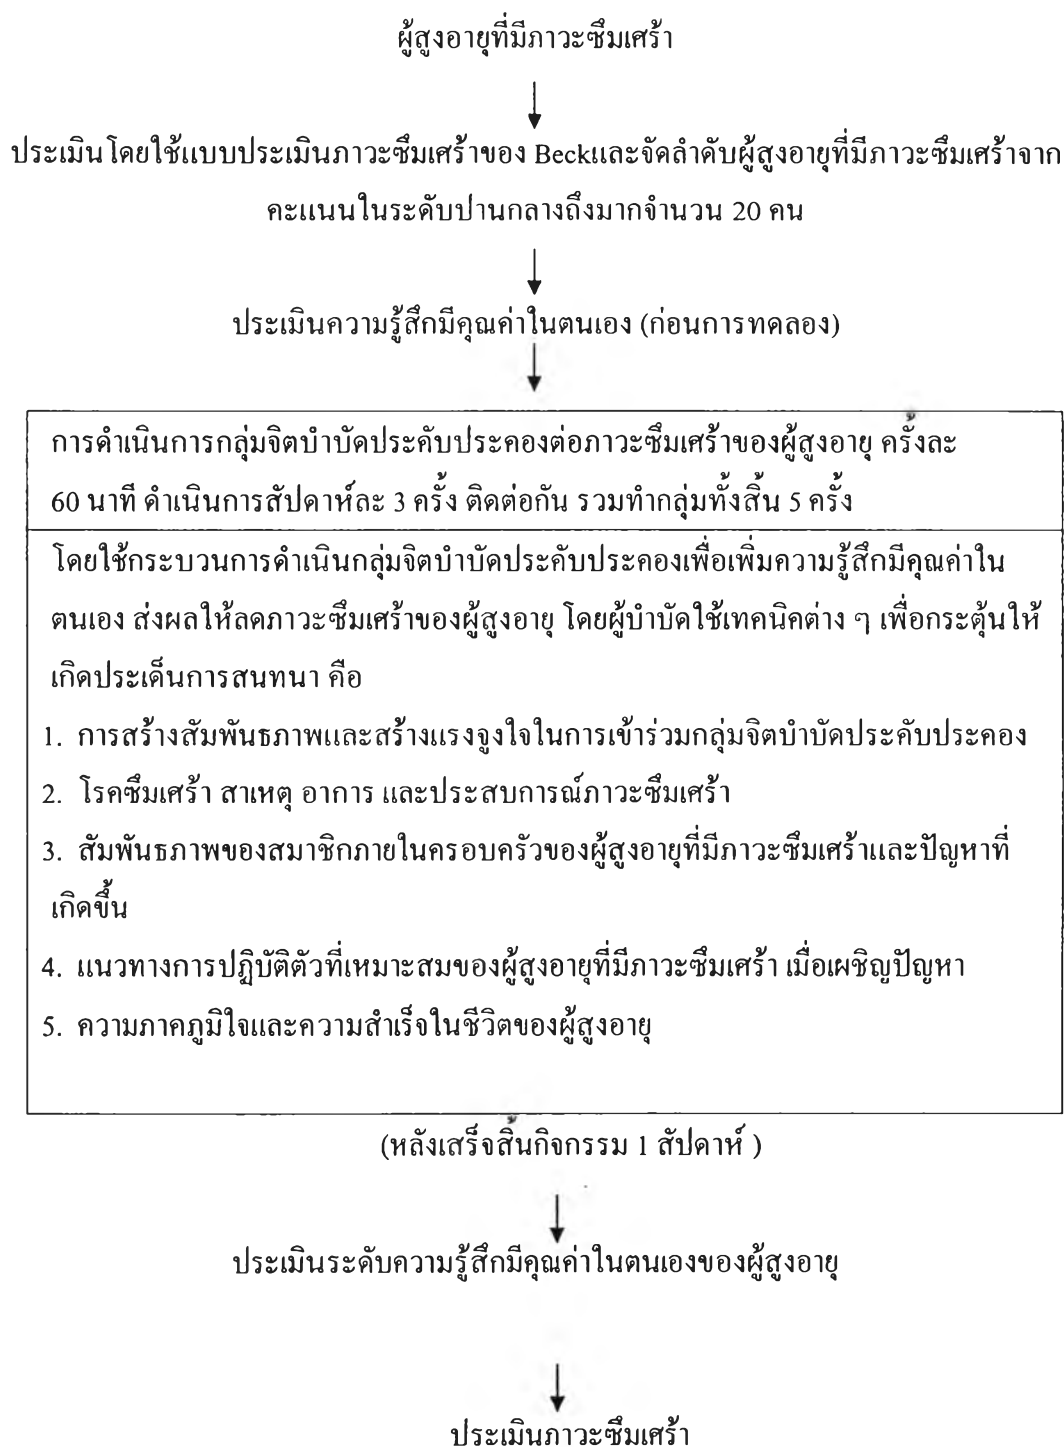 ผู้สูงอายุที่มีภาวะซึมเศร้า
ประเมินโดยใช้แบบประเมินภาวะซึมเศร้าของ Beckและจัดลำดับผู้สูงอายุที่มีภาวะซึมเศร้าจาก
คะแนนในระดับปานกลางถึงมากจำนวน 20 คน
ประเมินความรู้สึกมีคุณค่าในตนเอง (ก่อนการทดลอง)
การดำเนินการกลุ่มจิตบำบัดประคับประคองต่อภาวะซึมเศร้าของผู้สูงอายุ ครั้งละ
60 นาที ดำเนินการสัปดาห์ละ 3 ครั้ง ติดต่อกัน รวมทำกลุ่มทั้งสิ้น 5 ครั้ง
โดยใช้กระบวนการดำเนินกลุ่มจิตบำบัดประคับประคองเพื่อเพิ่มความรู้สึกมีคุณค่าใน
ตนเอง ส่งผลให้ลดภาวะซึมเศร้าของผู้สูงอายุ โดยผู้บำบัดใช้เทคนิคต่าง ๆ เพื่อกระตุ้นให้
เกิดประเด็นการสนทนา คือ
1. การสร้างสัมพันธภาพและสร้างแรงจูงใจในการเข้าร่วมกลุ่มจิตบำบัดประคับประคอง
2. โรคซึมเศร้า สาเหตุ อาการ และประสบการณ์ภาวะซึมเศร้า
3. สัมพันธภาพของสมาชิกภายในครอบครัวของผู้สูงอายุที่มีภาวะซึมเศร้าและปัญหาที่
เกิดขึ้น
4. แนวทางการปฏิบัติตัวที่เหมาะสมของผู้สูงอายุที่มีภาวะซึมเศร้า เมื่อเผชิญปัญหา
5. ความภาคภูมิใจและความสำเร็จในชีวิตของผู้สูงอายุ
(หลังเสร็จสิ้นกิจกรรม 1 สัปดาห์ )
ประเมินระดับความรู้สึกมีคุณค่าในตนเองของผู้สูงอายุ
ประเมินภาวะซึมเศร้า